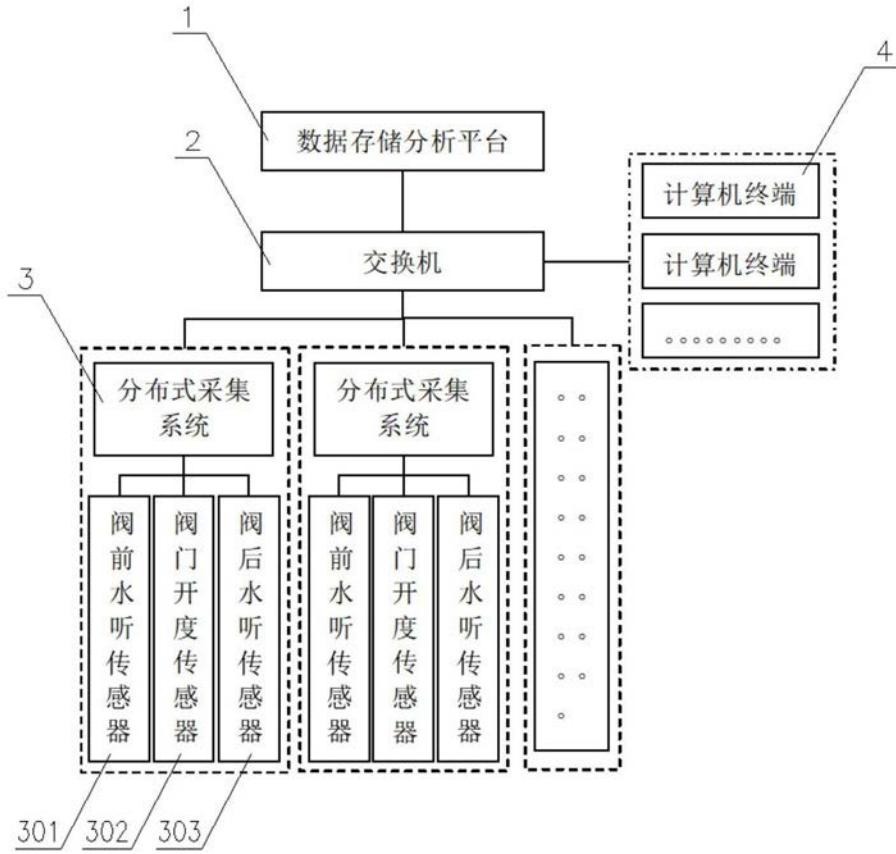 1
4
数据存储分析平台
2
计算机终端
交换机
计算机终端
3
。。。。。。。。。
分布式采集
系统
分布式采集
系统
。。
。。
。。
。。
。。
。。
。。
。。
。
阀前水听传感器
阀门开度传感器
阀后水听传感器
阀前水听传感器
阀门开度传感器
阀后水听传感器
301
302
303